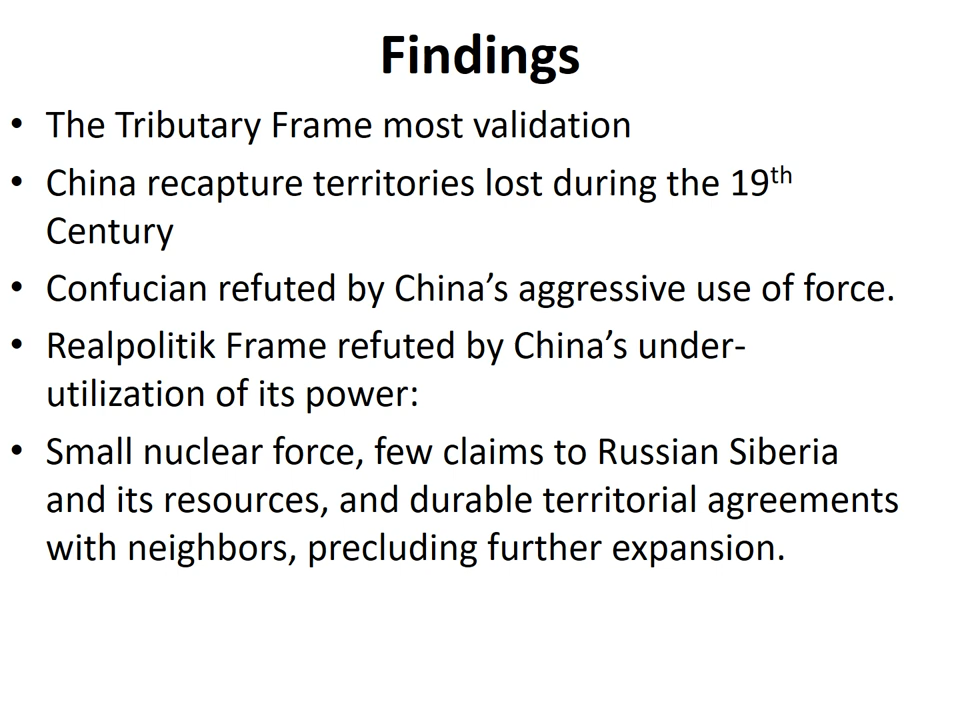 Findings
• The Tributary Frame most validation
• China recapture territories lost during the 19th
Century
• Confucian refuted by China’s aggressive use of force.
• Realpolitik Frame refuted by China’s under-
utilization of its power:
• Small nuclear force, few claims to Russian Siberia
and its resources, and durable territorial agreements
with neighbors, precluding further expansion.